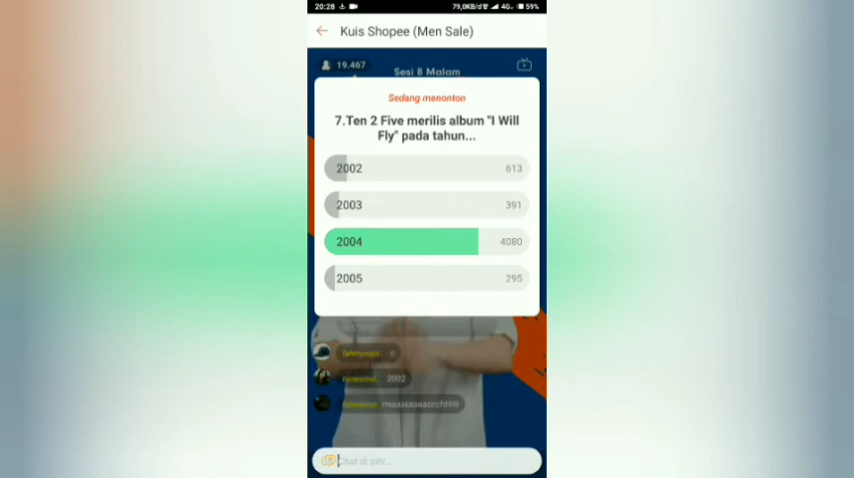 20:28 79,0KB/d 4G 59%
Kuis Shopee (Men Sale)
19.467
Sesi 8 Malam
Sedang menonton
7.Ten 2 Five merilis album "I Will
Fly" pada tahun...
2002 613
2003 391
2004 4080
2005 295
2002
Chat di sini...